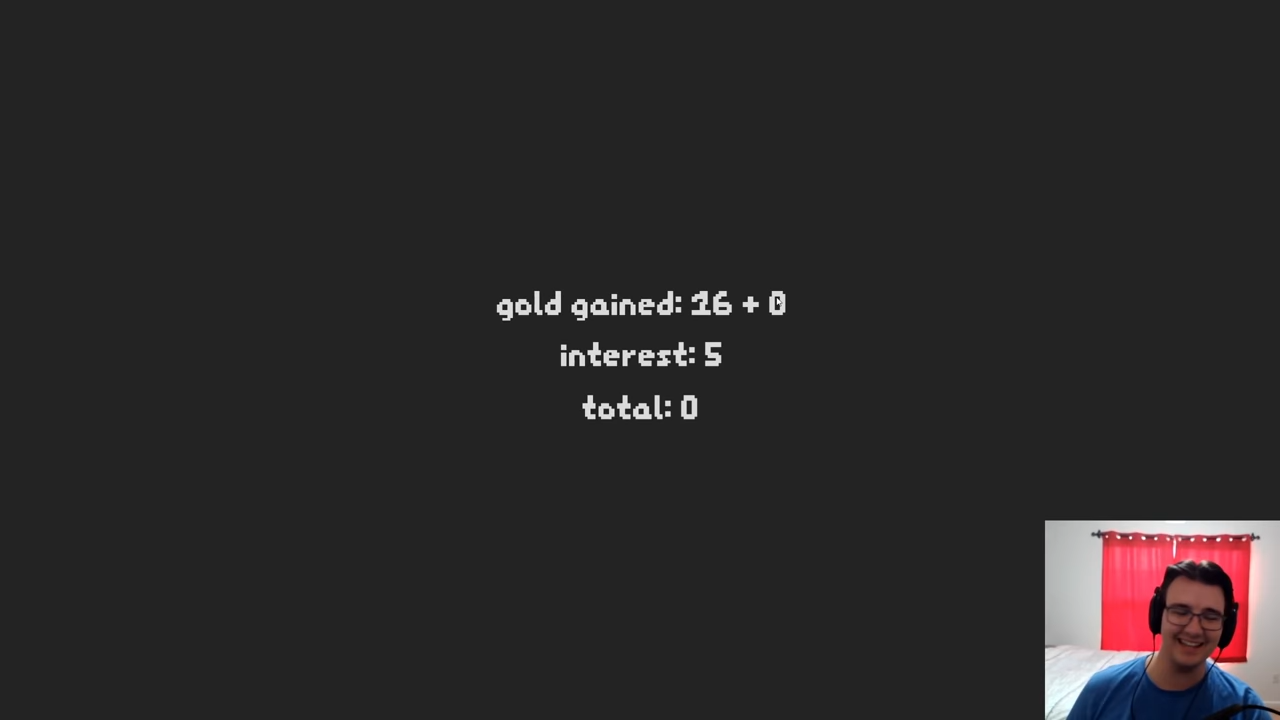 gold gained: 16 + 0
interest: 5
total: 0